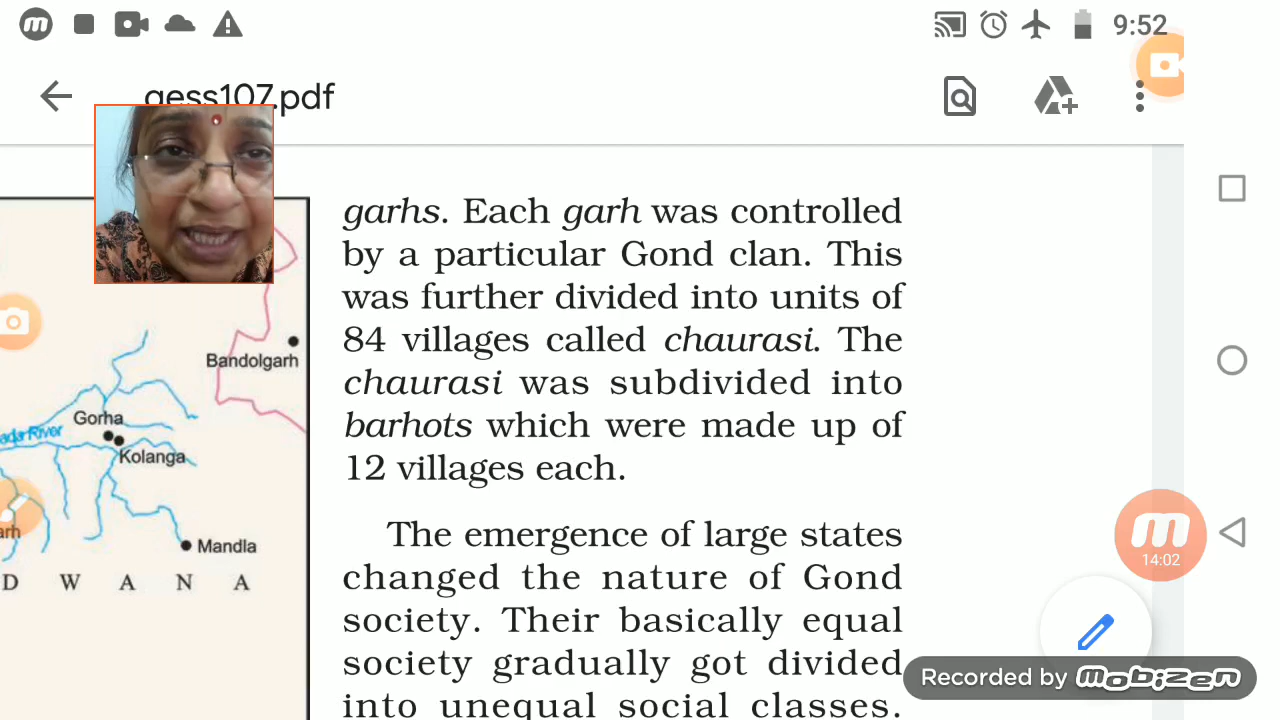 9:52
gess107.pdf
garhs. Each garh was controlled
by a particular Gond clan. This
was further divided into units of
84 villages called chaurasi. The
chaurasi was subdivided into
barhots which were made up of
12 villages each.
The emergence of large states
changed the nature of Gond
society. Their basically equal
society gradually got divided
into unequal social classes.
Bandolgarh
Gorha
ada River
Kolanga
arh
Mandla
D W A N A
14:02
Recorded by mobizen